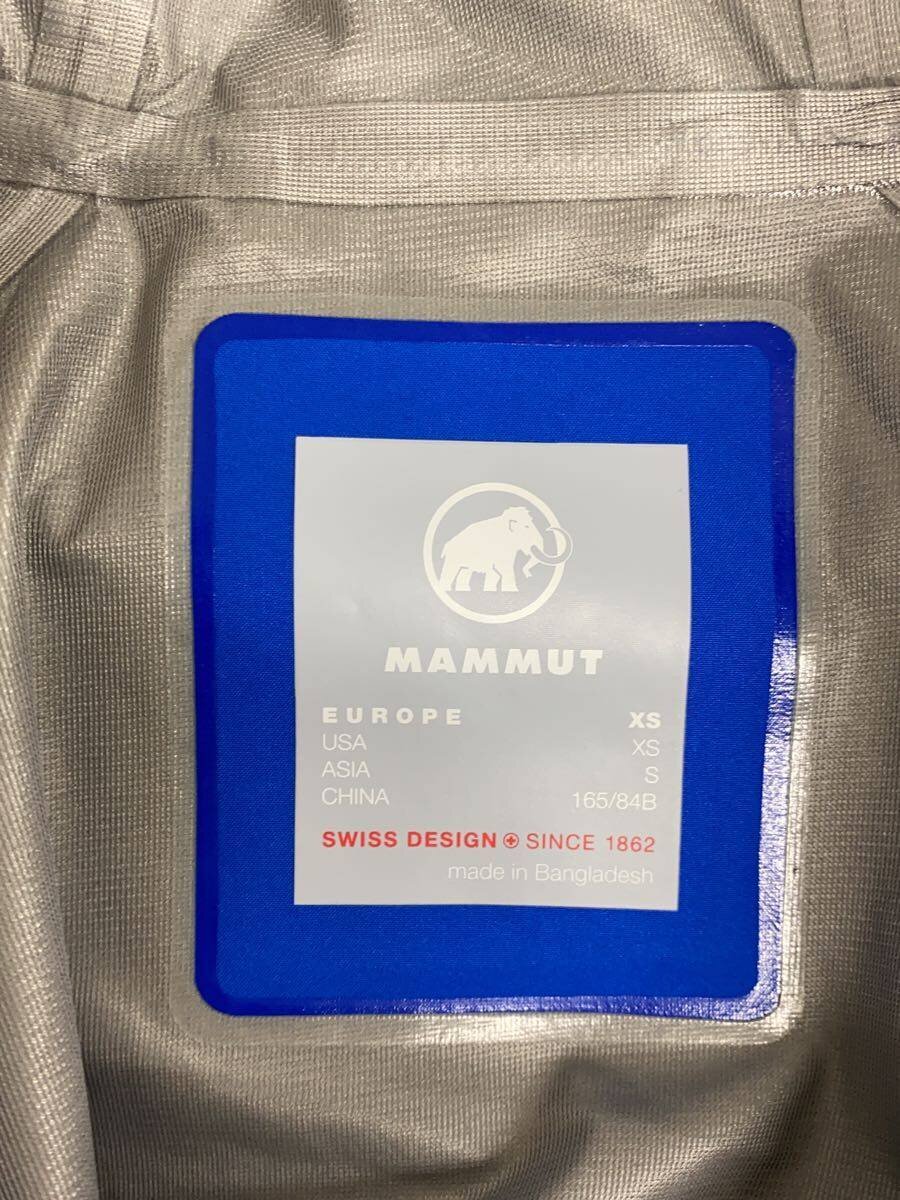 MAMMUT
EUROPE XS
USA XS
ASIA S
CHINA 165/84B
SWISS DESIGN SINCE 1862
made in Bangladesh